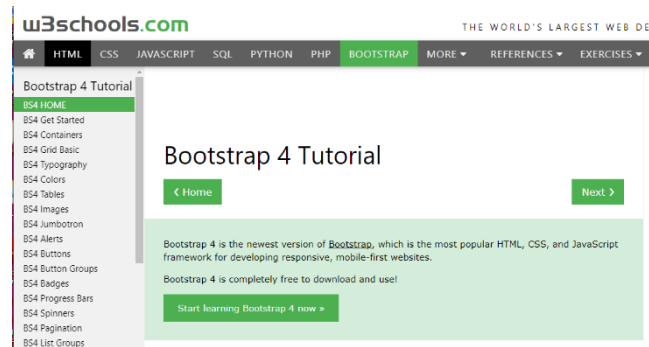 w3schools.com
THE WORLD'S LARGEST WEB DE
HTML CSS JAVASCRIPT SQL PYTHON PHP BOOTSTRAP MORE ▼ REFERENCES ▼ EXERCISES ▼
Bootstrap 4 Tutorial
BS4 HOME
BS4 Get Started
BS4 Containers
BS4 Grid Basic
BS4 Typography
BS4 Colors
BS4 Tables
BS4 Images
BS4 Jumbotron
BS4 Alerts
BS4 Buttons
BS4 Button Groups
BS4 Badges
BS4 Progress Bars
BS4 Spinners
BS4 Pagination
BS4 List Groups
Bootstrap 4 Tutorial
❮ Home
Next ❯
Bootstrap 4 is the newest version of Bootstrap, which is the most popular HTML, CSS, and JavaScript
framework for developing responsive, mobile-first websites.
Bootstrap 4 is completely free to download and use!
Start learning Bootstrap 4 now »